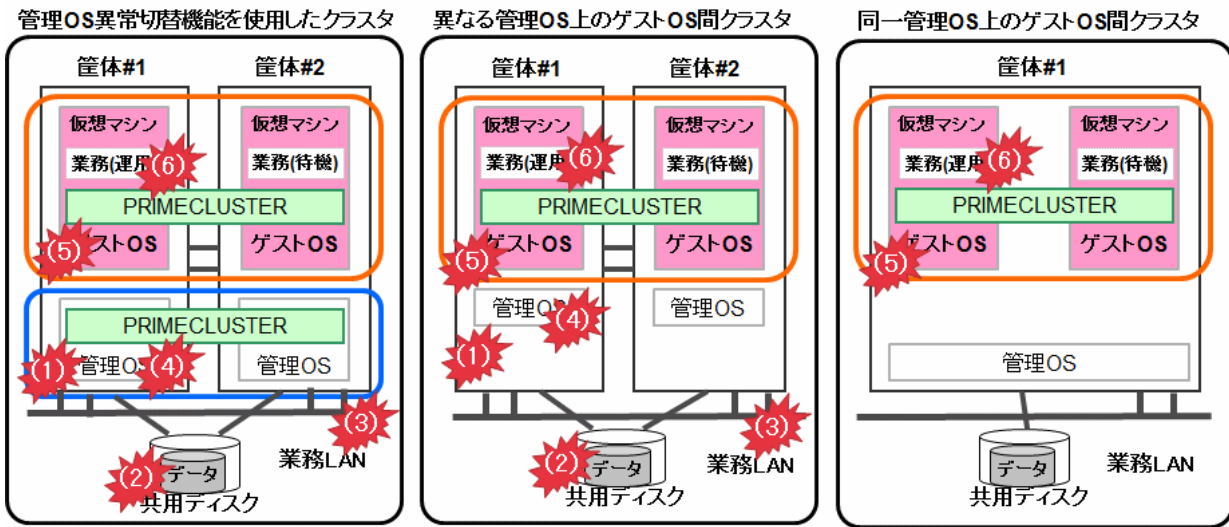 管理OS異常切替機能を使用したクラスタ
筐体#1
筐体#2
仮想マシン
仮想マシン
業務(運用
(6)
業務(待機)
PRIMECLUSTER
(5)
ゲストOS
ゲストOS
PRIMECLUSTER
(1)
管理OS
(4)
管理OS
(3)
(2)
データ
業務LAN
共用ディスク
異なる管理OS上のゲストOS間クラスタ
筐体#1
筐体#2
仮想マシン
仮想マシン
業務(運用
(6)
業務(待機)
PRIMECLUSTER
(5)
ゲストOS
ゲストOS
管理OS
(4)
管理OS
(1)
(3)
(2)
データ
業務LAN
共用ディスク
同一管理OS上のゲストOS間クラスタ
筐体#1
仮想マシン
仮想マシン
業務(運用
(6)
業務(待機)
PRIMECLUSTER
(5)
ゲストOS
ゲストOS
管理OS
データ
業務LAN
共用ディスク